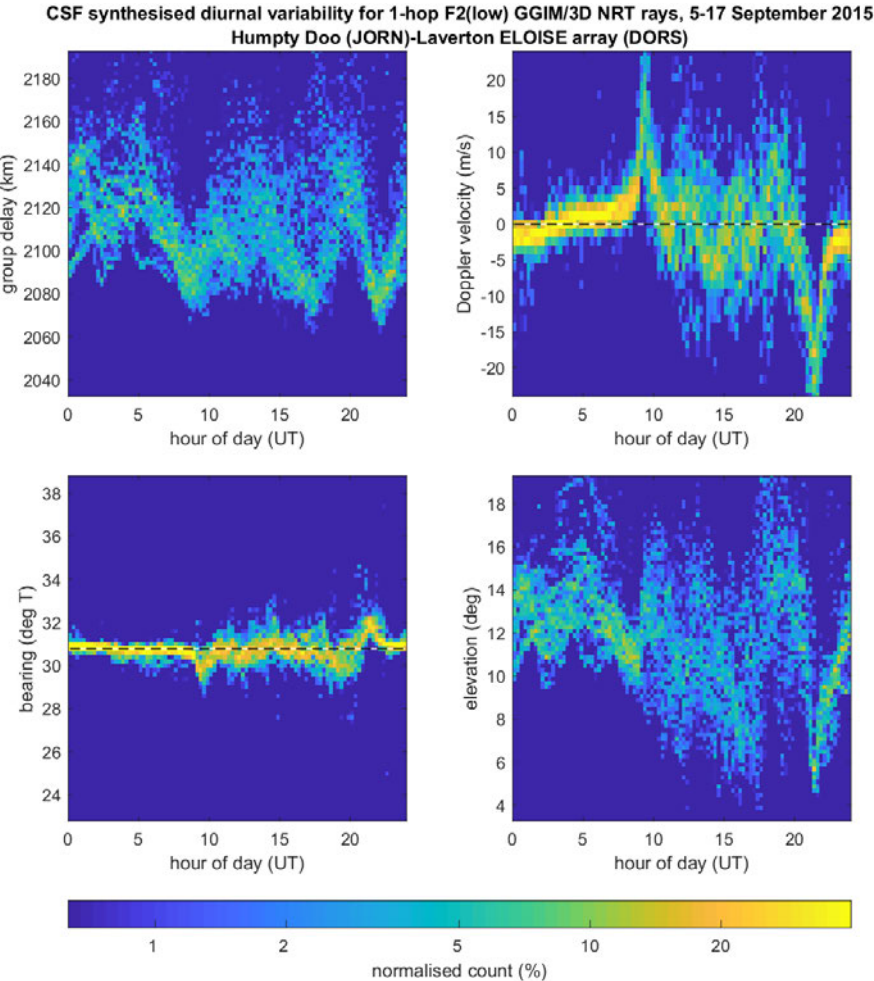 CSF synthesised diurnal variability for 1-hop F2(low) GGIM/3D NRT rays, 5-17 September 2015
Humpty Doo (JORN)-Laverton ELOISE array (DORS)
group delay (km)
2180
2160
2140
2120
2100
2080
2060
2040
0 5 10 15 20
hour of day (UT)
Doppler velocity (m/s)
20
15
10
5
0
-5
-10
-15
-20
0 5 10 15 20
hour of day (UT)
bearing (deg T)
38
36
34
32
30
28
26
24
0 5 10 15 20
hour of day (UT)
elevation (deg)
18
16
14
12
10
8
6
4
0 5 10 15 20
hour of day (UT)
1 2 5 10 20
normalised count (%)